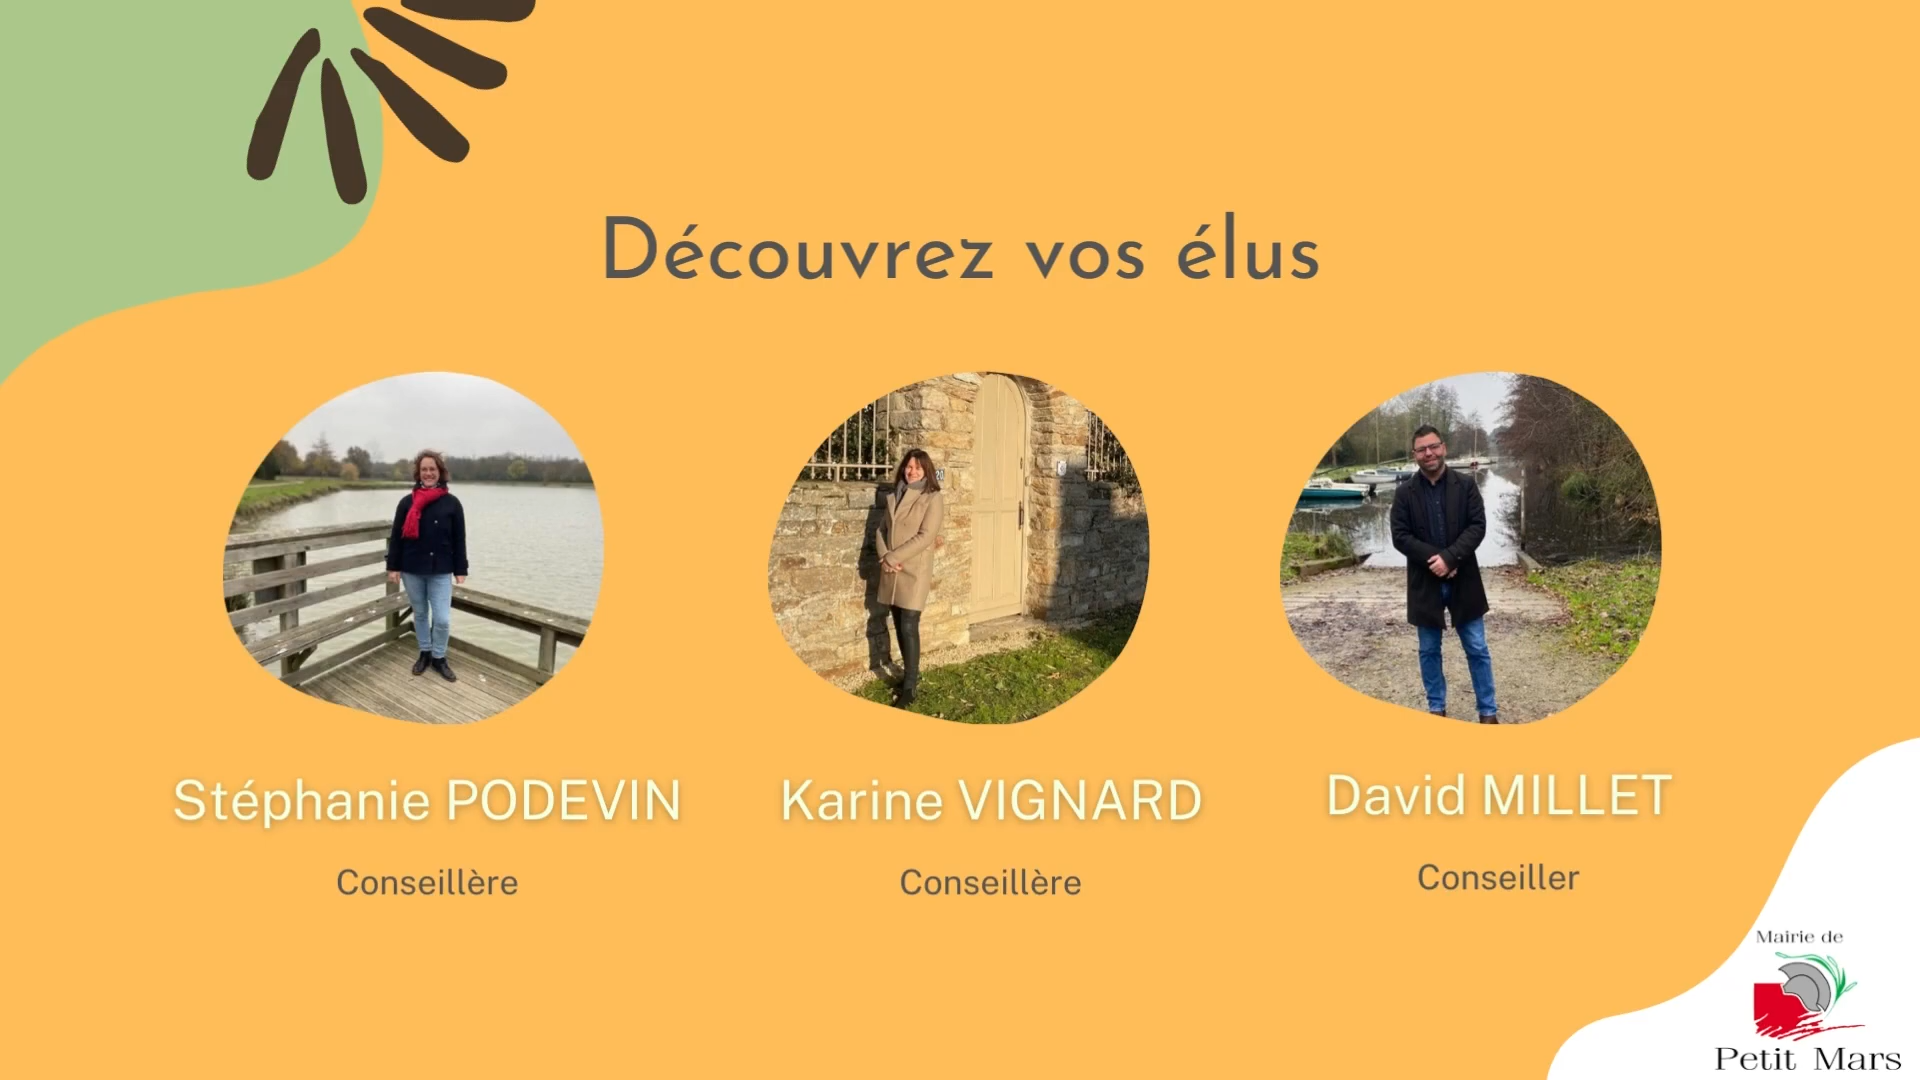 Découvrez vos élus
Stéphanie PODEVIN
Karine VIGNARD
David MILLET
Conseillère
Conseillère
Conseiller
Mairie de
Petit Mars